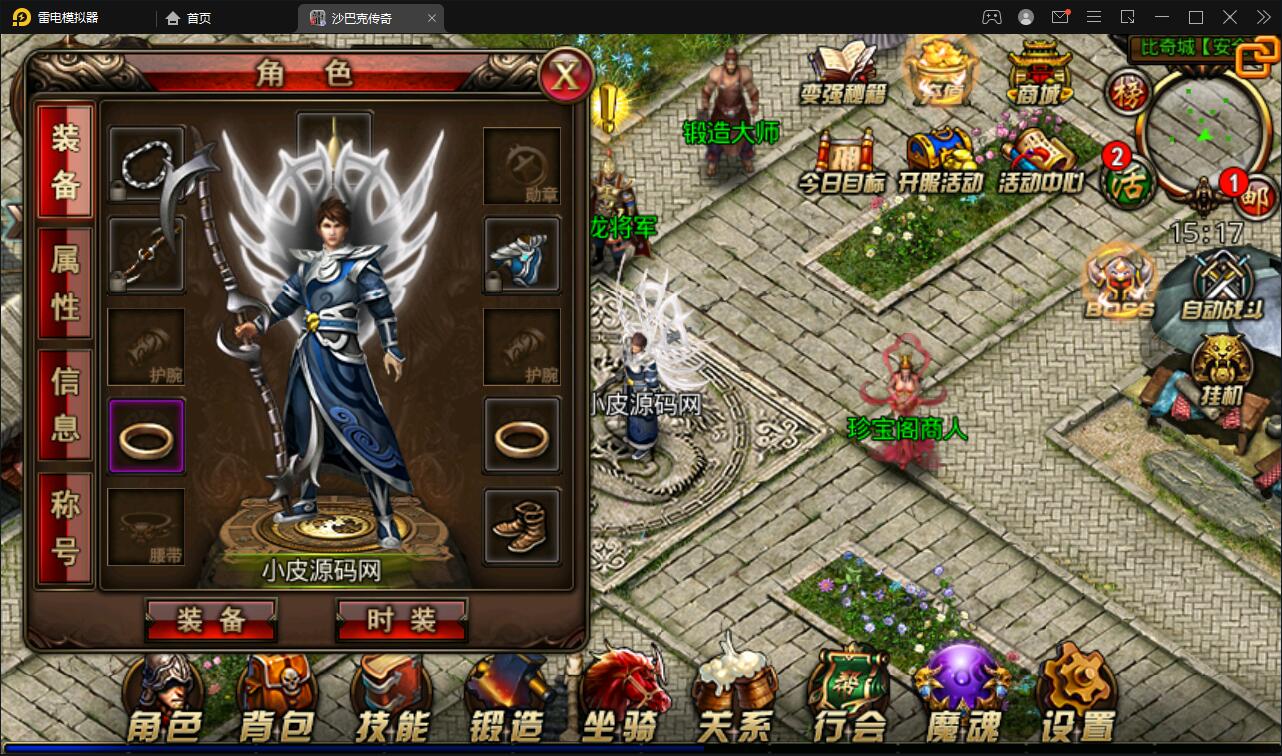 雷电模拟器
首页
沙巴克传奇
角色
X
装备
属性
信息
称号
勋章
护腕
护腕
腰带
小皮源码网
装备
时装
锻造大师
龙将军
小皮源码网
珍宝阁商人
变强秘籍
充值
商城
榜
比奇城【安全
今日目标
开服活动
活动中心
2
活
1
邮
15:17
BOSS
自动战斗
挂机
角色
背包
技能
锻造
坐骑
关系
帮
行会
魔魂
设置